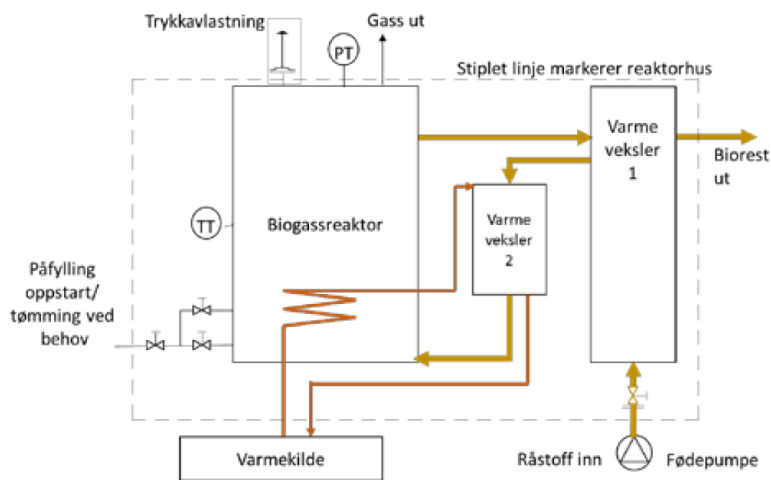 Trykkavlastning
Gass ut
PT
Stiplet linje markerer reaktorhus
Varme
veksler
1
Biorest
ut
TT
Biogassreaktor
Varme
veksler
2
Påfylling
oppstart/
tømming ved
behov
Varmekilde
Råstoff inn
Fødepumpe